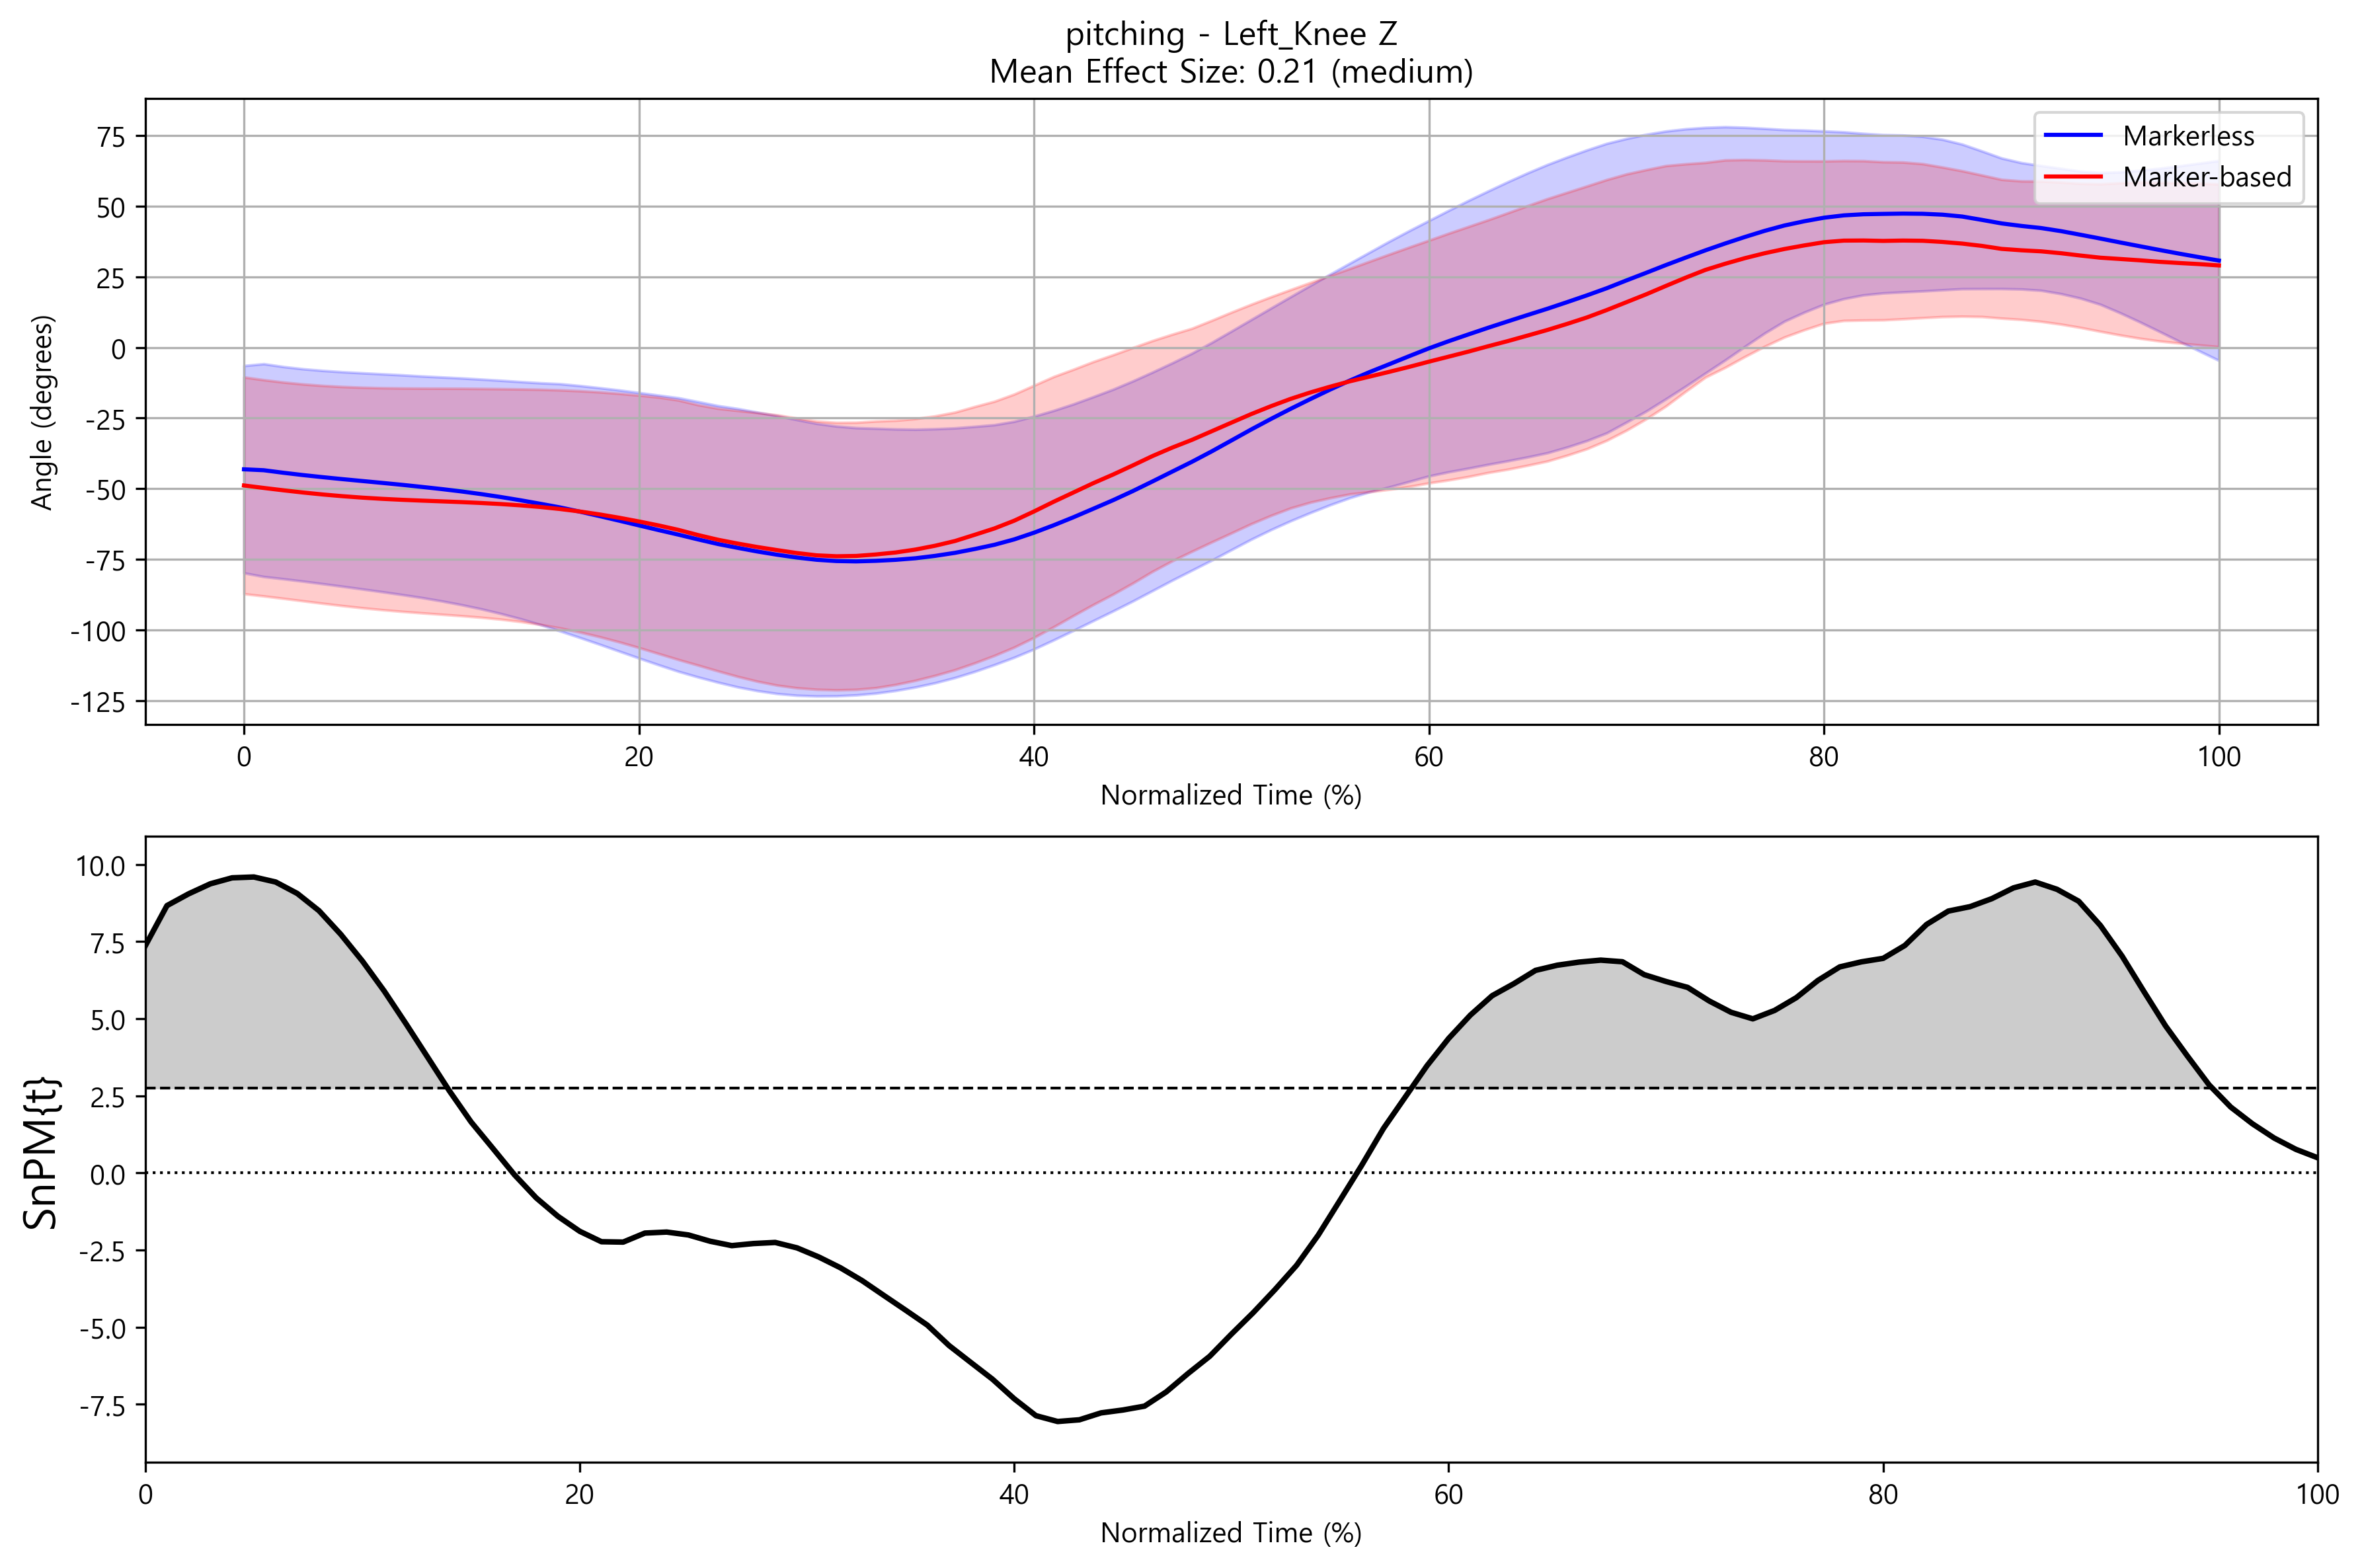 pitching - Left_Knee Z
Mean Effect Size: 0.21 (medium)
Markerless
Marker-based
Angle (degrees)
75
50
25
0
-25
-50
-75
-100
-125
0 20 40 60 80 100
Normalized Time (%)
SnPM{t}
10.0
7.5
5.0
2.5
0.0
-2.5
-5.0
-7.5
0 20 40 60 80 100
Normalized Time (%)